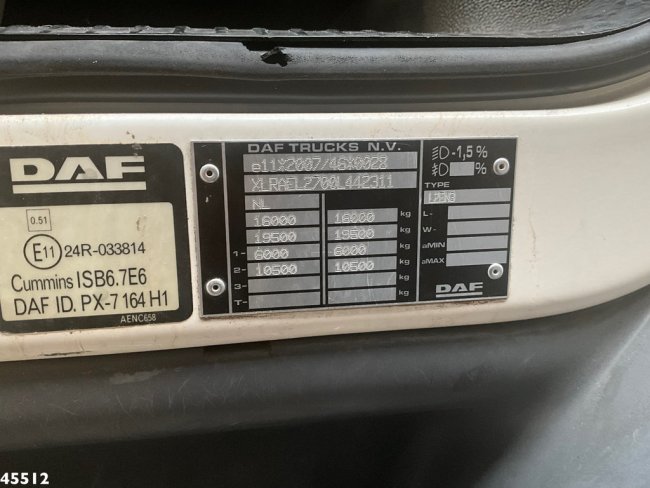 DAF
0.51
E11 24R-033814
Cummins ISB6.7E6
DAF ID. PX-7 164 H1
AENC658
DAF TRUCKS N.V.
e11*2007/46*0028
XLRAEL2700L442311
NL
16000 16000 kg
19500 19500 kg
1- 6000 6000 kg
2- 10500 10500 kg
3- kg
T- kg
-1,5 %
%
TYPE
L-
W-
aMIN
aMAX
DAF
45512